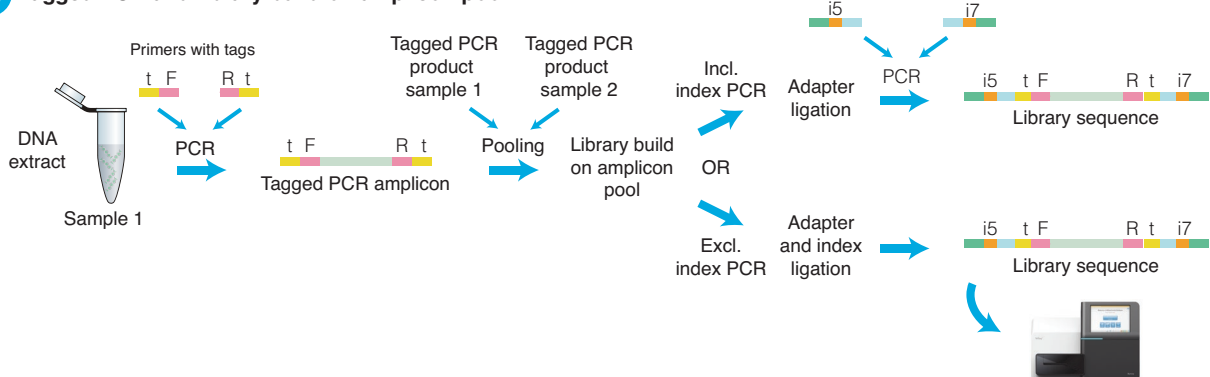 Primers with tags
t F
R t
DNA
extract
Sample 1
PCR
t F
R t
Tagged PCR amplicon
Tagged PCR
product
sample 1
Tagged PCR
product
sample 2
Pooling
Library build
on amplicon
pool
Incl.
index PCR
OR
Excl.
index PCR
Adapter
ligation
i5
i7
PCR
i5 t F
R t i7
Library sequence
Adapter
and index
ligation
i5 t F
R t i7
Library sequence